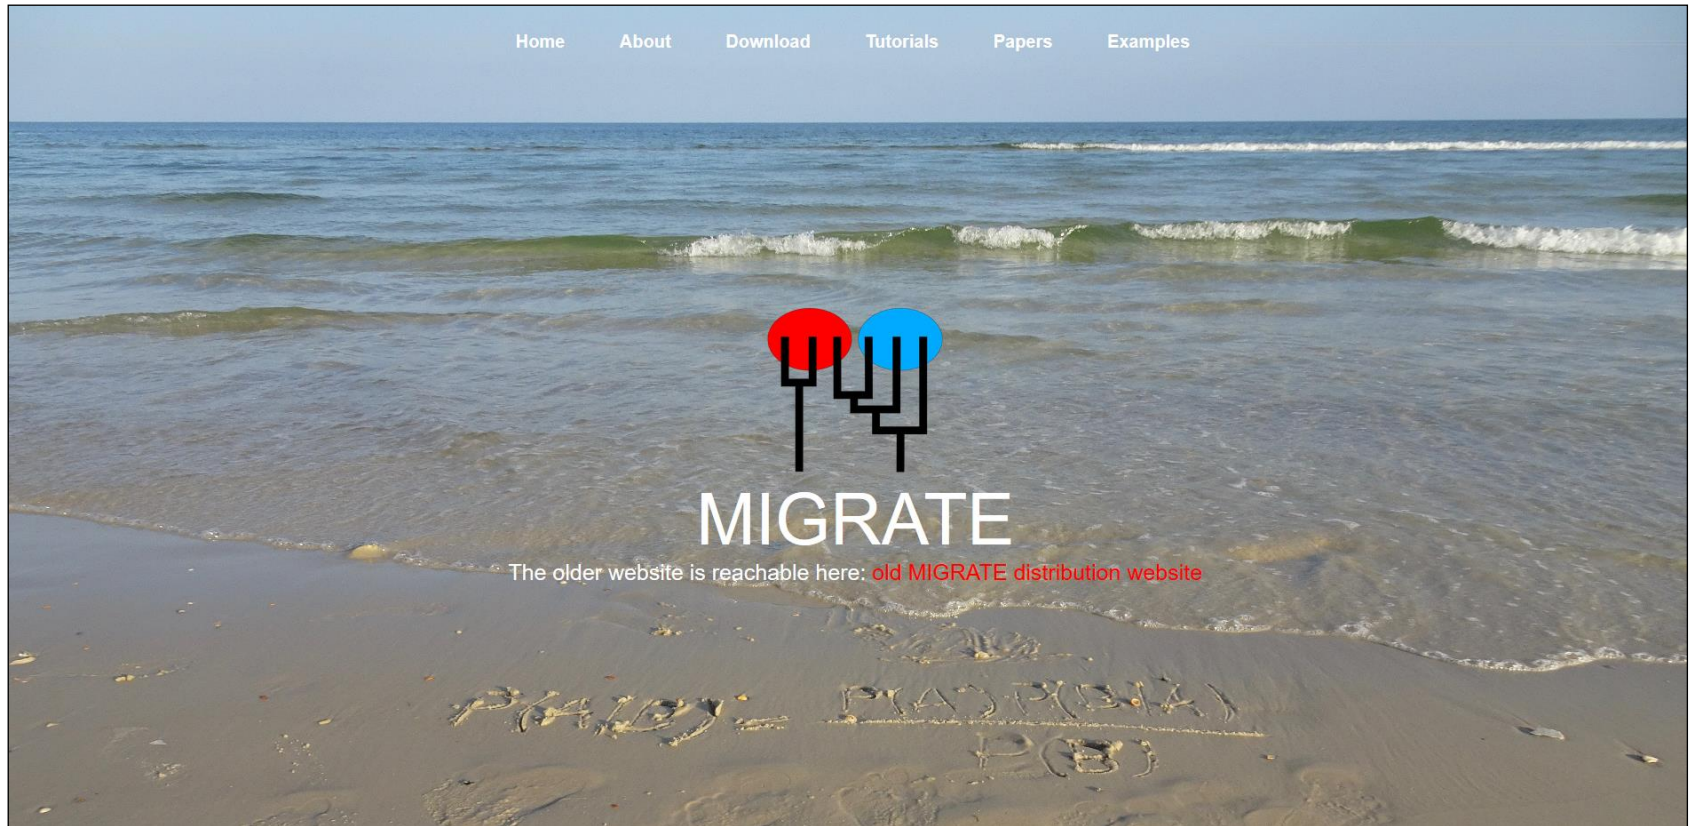 Home About Download Tutorials Papers Examples
MIGRATE
The older website is reachable here: old MIGRATE distribution website
P(A|B) = P(A) P(B|A)
P(B)